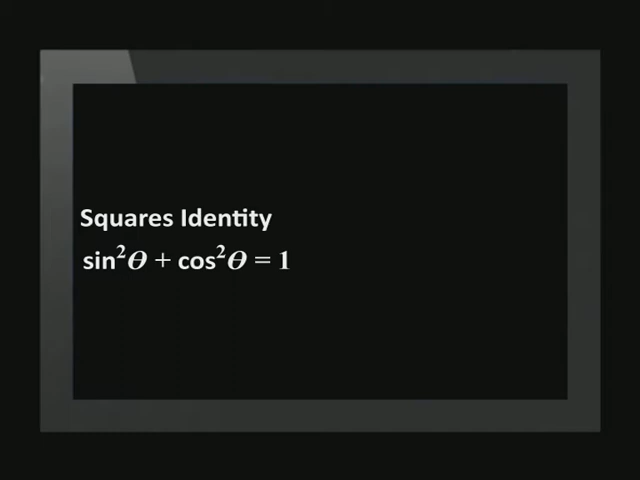 Squares Identity
sin²θ + cos²θ = 1